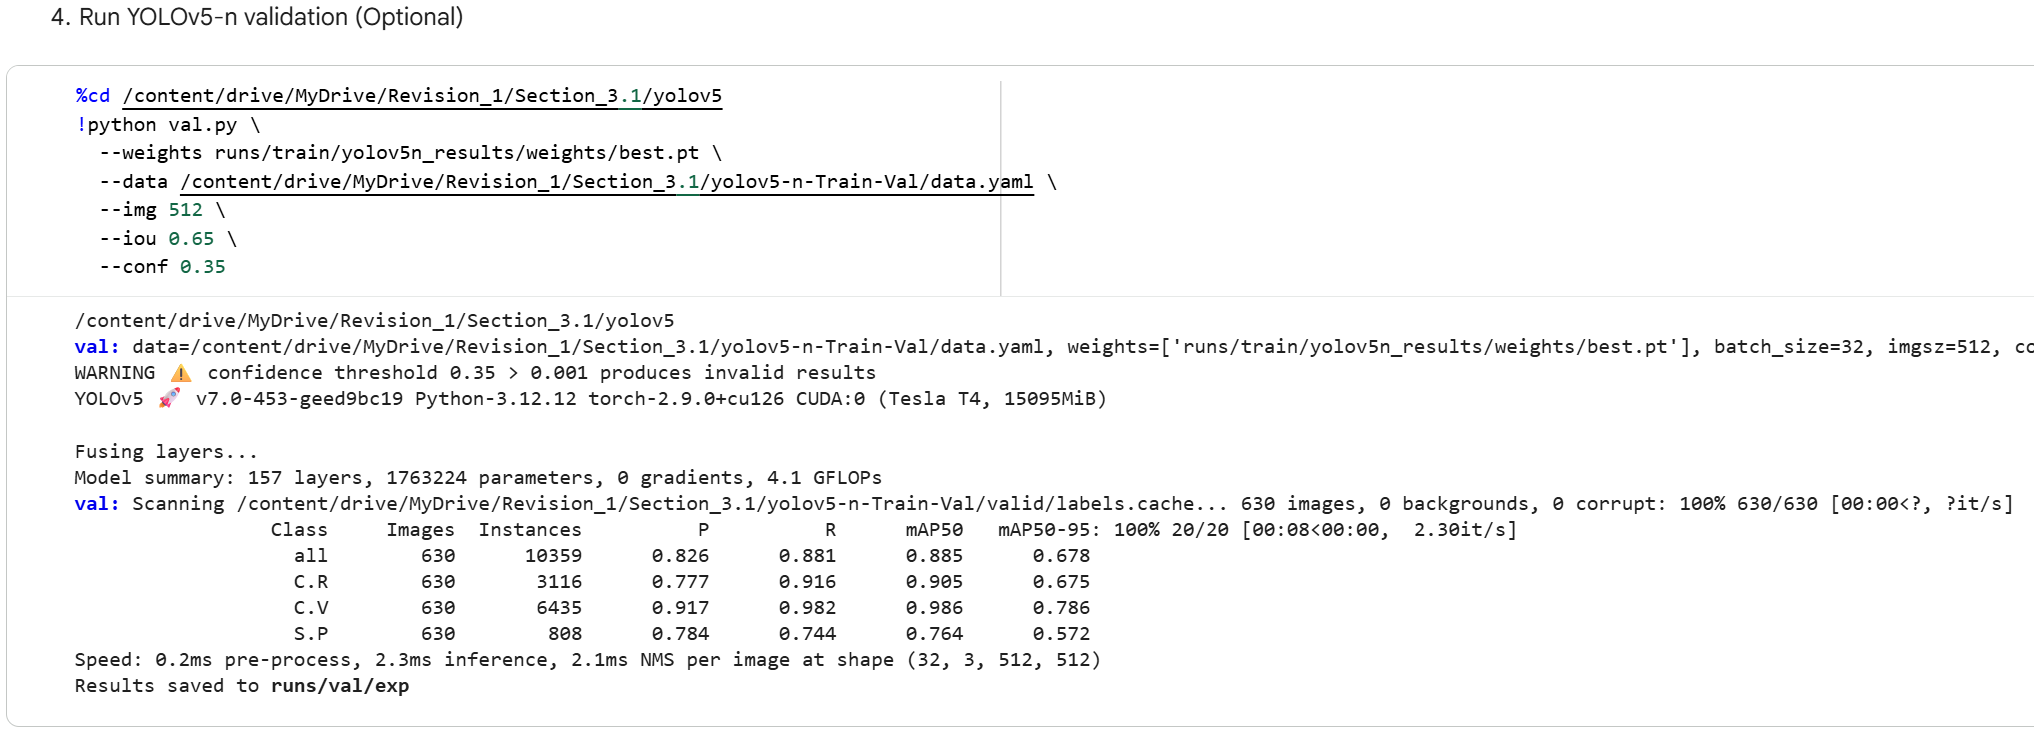 4. Run YOLOv5-n validation (Optional)
%cd /content/drive/MyDrive/Revision_1/Section_3.1/yolov5
!python val.py \
--weights runs/train/yolov5n_results/weights/best.pt \
--data /content/drive/MyDrive/Revision_1/Section_3.1/yolov5-n-Train-Val/data.yaml \
--img 512 \
--iou 0.65 \
--conf 0.35
/content/drive/MyDrive/Revision_1/Section_3.1/yolov5
val: data=/content/drive/MyDrive/Revision_1/Section_3.1/yolov5-n-Train-Val/data.yaml, weights=['runs/train/yolov5n_results/weights/best.pt'], batch_size=32, imgsz=512, co
WARNING ⚠️ confidence threshold 0.35 > 0.001 produces invalid results
YOLOv5 🚀 v7.0-453-geed9bc19 Python-3.12.12 torch-2.9.0+cu126 CUDA:0 (Tesla T4, 15095MiB)
Fusing layers...
Model summary: 157 layers, 1763224 parameters, 0 gradients, 4.1 GFLOPs
val: Scanning /content/drive/MyDrive/Revision_1/Section_3.1/yolov5-n-Train-Val/valid/labels.cache... 630 images, 0 backgrounds, 0 corrupt: 100% 630/630 [00:00<?, ?it/s]
Class Images Instances P R mAP50 mAP50-95: 100% 20/20 [00:08<00:00, 2.30it/s]
all 630 10359 0.826 0.881 0.885 0.678
C.R 630 3116 0.777 0.916 0.905 0.675
C.V 630 6435 0.917 0.982 0.986 0.786
S.P 630 808 0.784 0.744 0.764 0.572
Speed: 0.2ms pre-process, 2.3ms inference, 2.1ms NMS per image at shape (32, 3, 512, 512)
Results saved to runs/val/exp